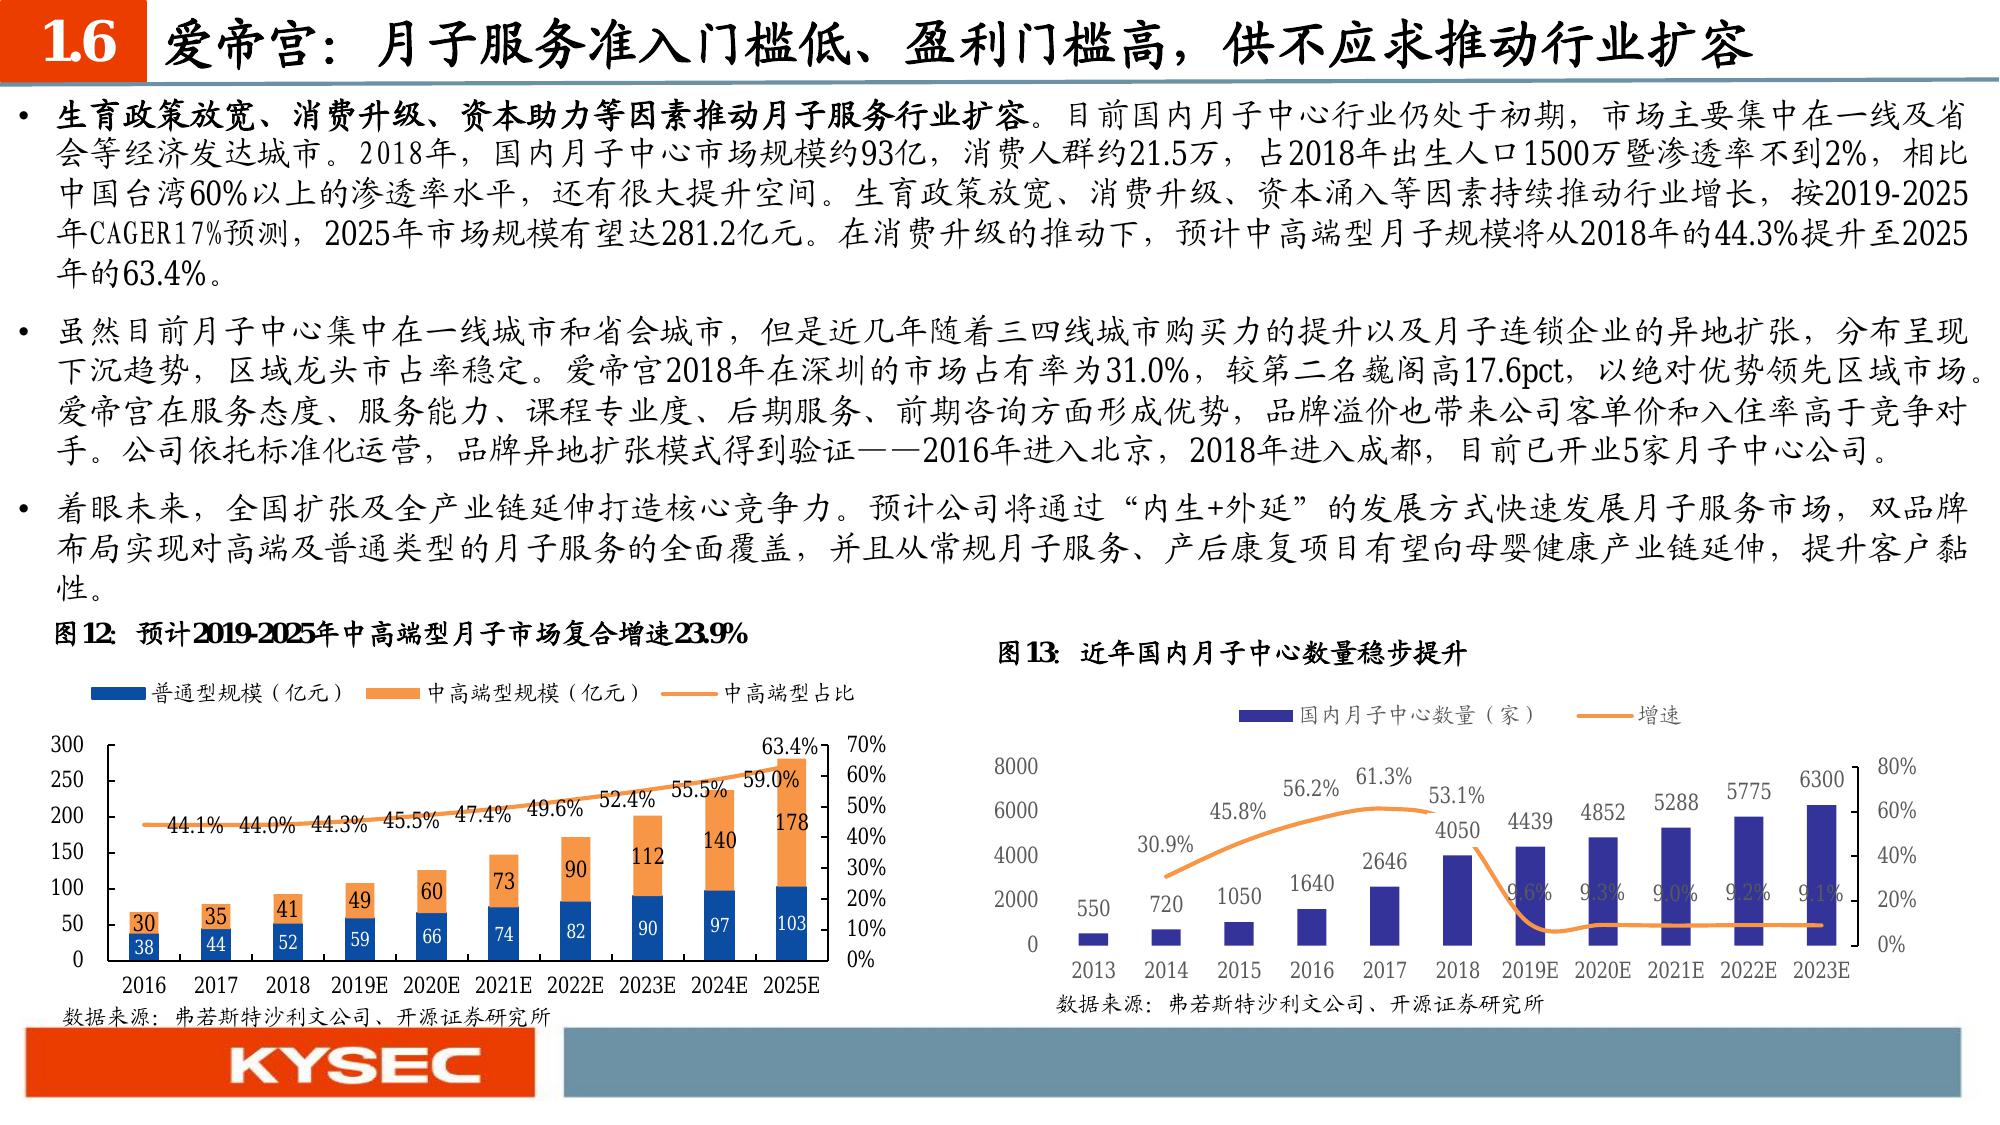 1.6 爱帝宫：月子服务准入门槛低、盈利门槛高，供不应求推动行业扩容
• 生育政策放宽、消费升级、资本助力等因素推动月子服务行业扩容。目前国内月子中心行业仍处于初期，市场主要集中在一线及省
会等经济发达城市。2018年，国内月子中心市场规模约93亿，消费人群约21.5万，占2018年出生人口1500万暨渗透率不到2%，相比
中国台湾60%以上的渗透率水平，还有很大提升空间。生育政策放宽、消费升级、资本涌入等因素持续推动行业增长，按2019-2025
年CAGER17%预测，2025年市场规模有望达281.2亿元。在消费升级的推动下，预计中高端型月子规模将从2018年的44.3%提升至2025
年的63.4%。
• 虽然目前月子中心集中在一线城市和省会城市，但是近几年随着三四线城市购买力的提升以及月子连锁企业的异地扩张，分布呈现
下沉趋势，区域龙头市占率稳定。爱帝宫2018年在深圳的市场占有率为31.0%，较第二名巍阁高17.6pct，以绝对优势领先区域市场。
爱帝宫在服务态度、服务能力、课程专业度、后期服务、前期咨询方面形成优势，品牌溢价也带来公司客单价和入住率高于竞争对
手。公司依托标准化运营，品牌异地扩张模式得到验证——2016年进入北京，2018年进入成都，目前已开业5家月子中心公司。
• 着眼未来，全国扩张及全产业链延伸打造核心竞争力。预计公司将通过“内生+外延”的发展方式快速发展月子服务市场，双品牌
布局实现对高端及普通类型的月子服务的全面覆盖，并且从常规月子服务、产后康复项目有望向母婴健康产业链延伸，提升客户黏
性。
图12：预计2019-2025年中高端型月子市场复合增速23.9%
普通型规模（亿元） 中高端型规模（亿元） 中高端型占比
300 250 200 150 100 50 0
70% 60% 50% 40% 30% 20% 10% 0%
44.1% 44.0% 44.3% 45.5% 47.4% 49.6% 52.4% 55.5% 59.0% 63.4%
30 35 41 49 60 73 90 112 140 178
38 44 52 59 66 74 82 90 97 103
2016 2017 2018 2019E 2020E 2021E 2022E 2023E 2024E 2025E
数据来源：弗若斯特沙利文公司、开源证券研究所
图13：近年国内月子中心数量稳步提升
国内月子中心数量（家） 增速
8000 6000 4000 2000 0
80% 60% 40% 20% 0%
30.9% 45.8% 56.2% 61.3% 53.1% 9.6% 9.3% 9.0% 9.2% 9.1%
550 720 1050 1640 2646 4050 4439 4852 5288 5775 6300
2013 2014 2015 2016 2017 2018 2019E 2020E 2021E 2022E 2023E
数据来源：弗若斯特沙利文公司、开源证券研究所
KYSEC